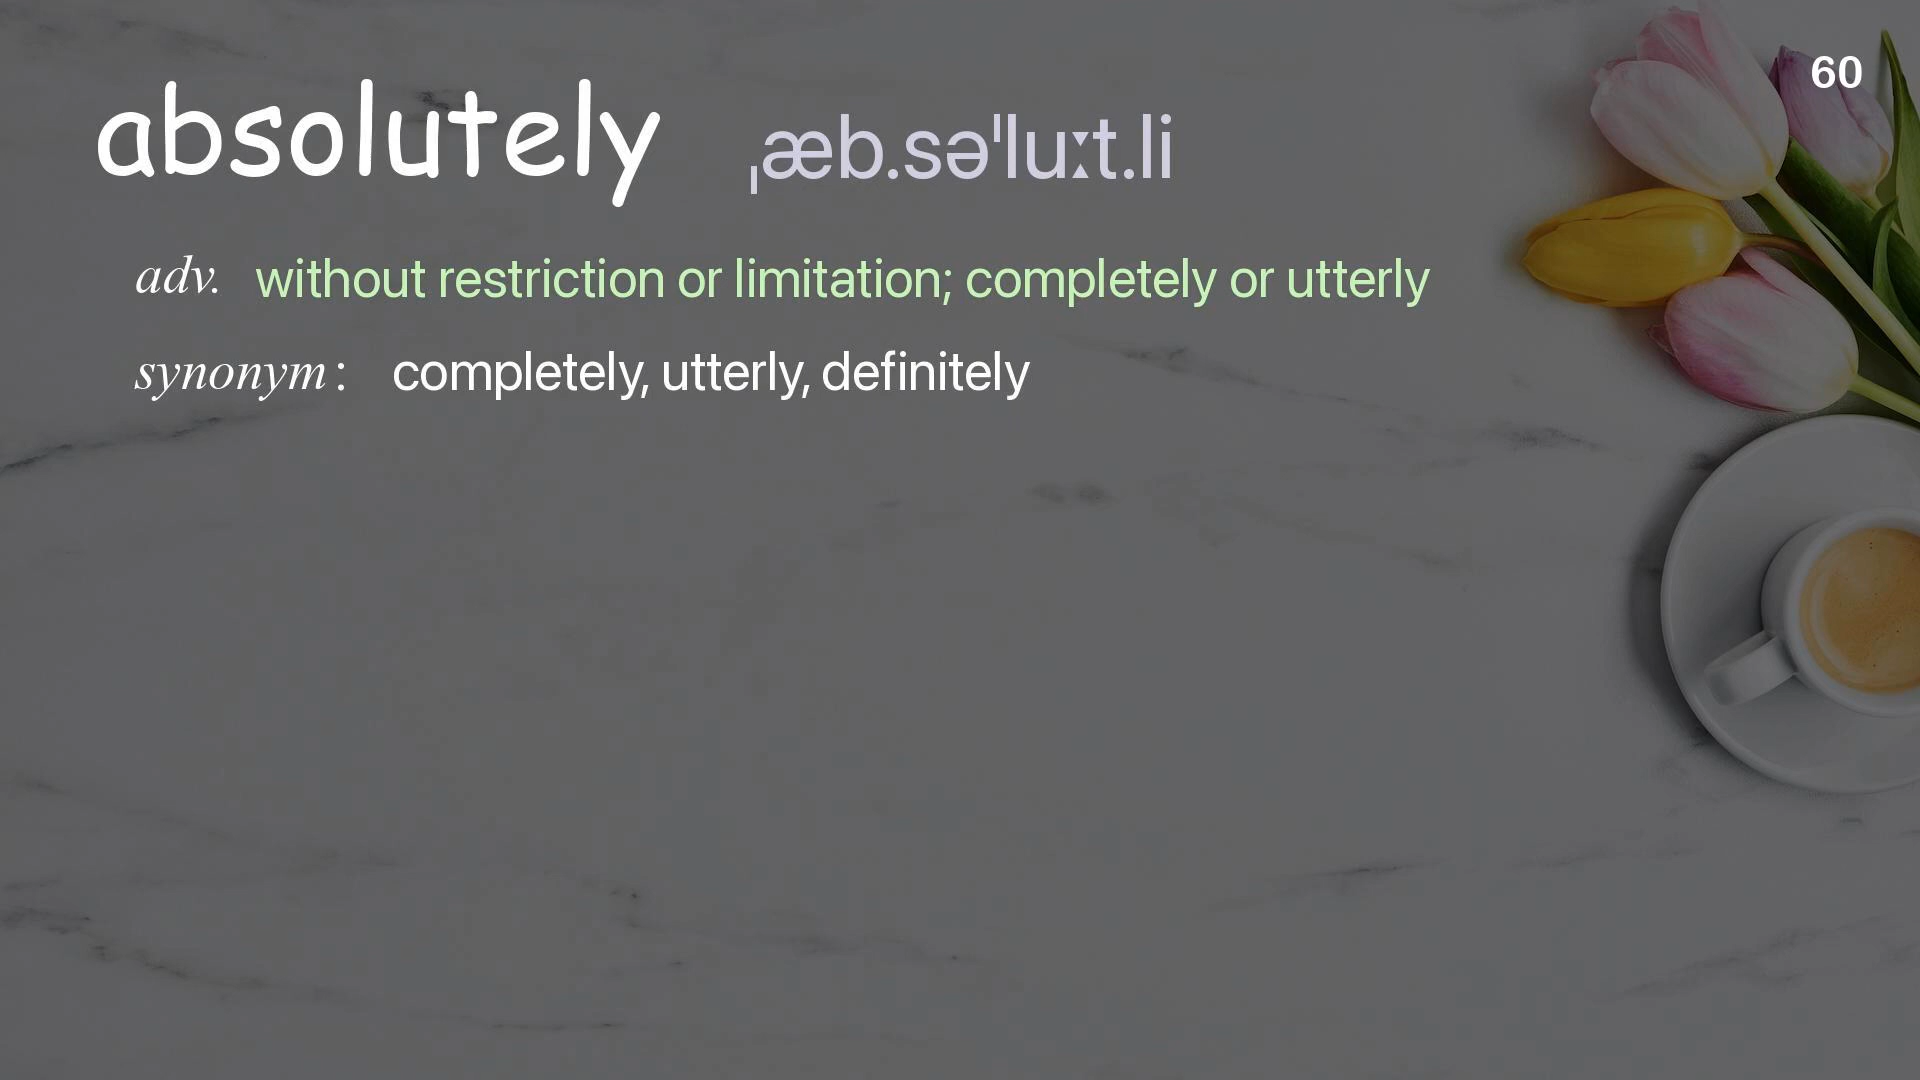 60
absolutely ˌæb.səˈluːt.li
adv. without restriction or limitation; completely or utterly
synonym : completely, utterly, definitely